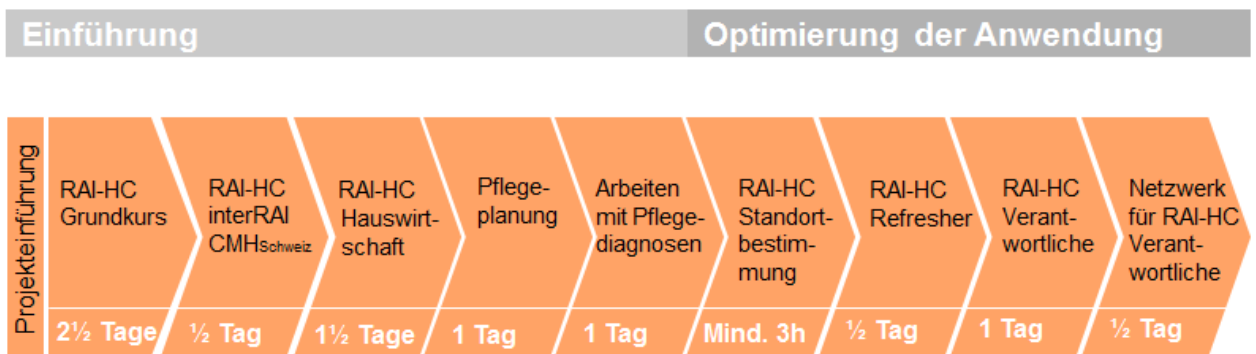 Einführung
Optimierung der Anwendung
Projekteinführung
RAI-HC
Grundkurs
2½ Tage
RAI-HC
interRAI
CMHSchweiz
½ Tag
RAI-HC
Hauswirt-
schaft
1½ Tage
Pflege-
planung
1 Tag
Arbeiten
mit Pflege-
diagnosen
1 Tag
RAI-HC
Standort-
bestim-
mung
Mind. 3h
RAI-HC
Refresher
½ Tag
RAI-HC
Verant-
wortliche
1 Tag
Netzwerk
für RAI-HC
Verant-
wortliche
½ Tag